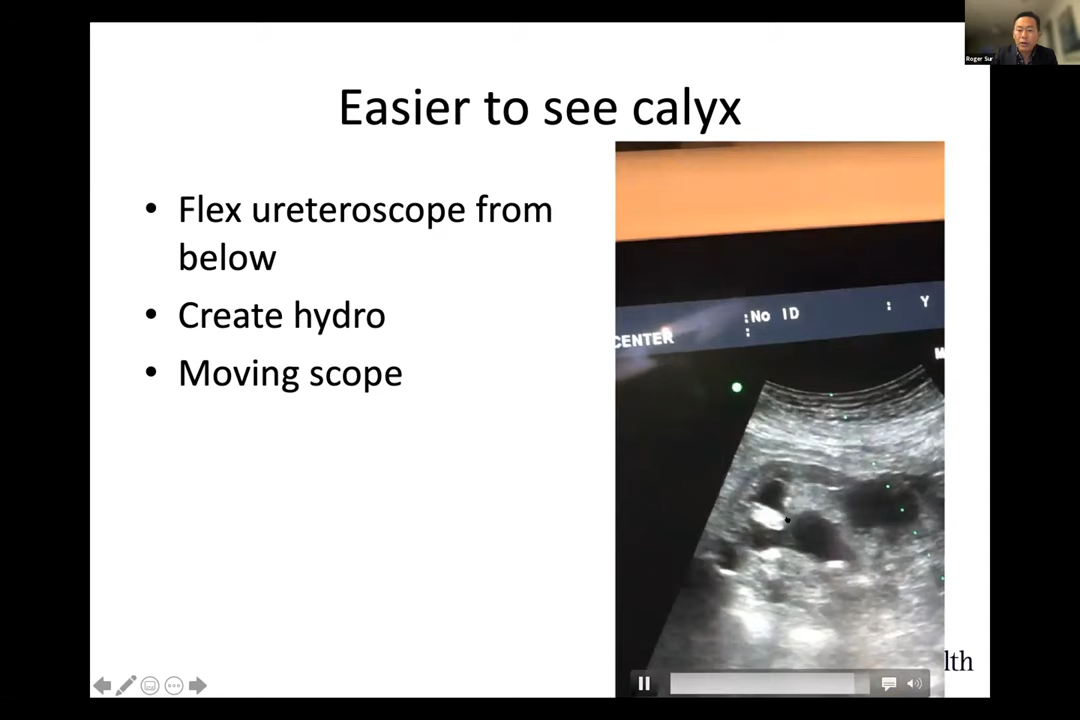 Roger Sur
Easier to see calyx
• Flex ureteroscope from
below
• Create hydro
• Moving scope
:No ID : Y
:
CENTER
M
lth